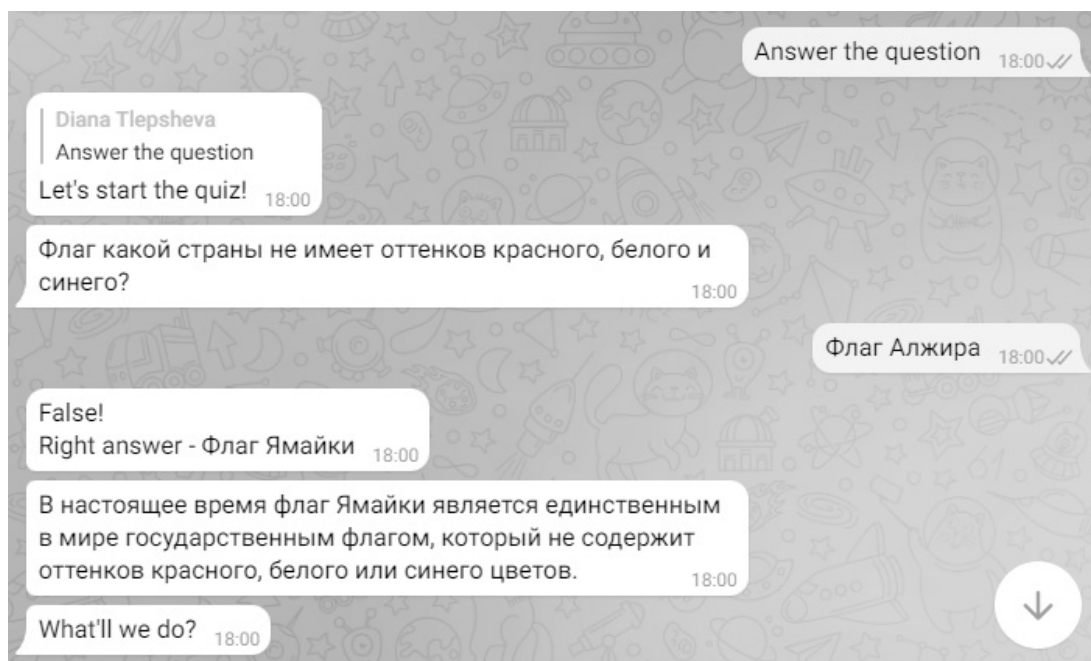 Answer the question 18:00
Diana Tlepsheva
Answer the question
Let's start the quiz! 18:00
Флаг какой страны не имеет оттенков красного, белого и
синего? 18:00
Флаг Алжира 18:00
False!
Right answer - Флаг Ямайки 18:00
В настоящее время флаг Ямайки является единственным
в мире государственным флагом, который не содержит
оттенков красного, белого или синего цветов. 18:00
What'll we do? 18:00